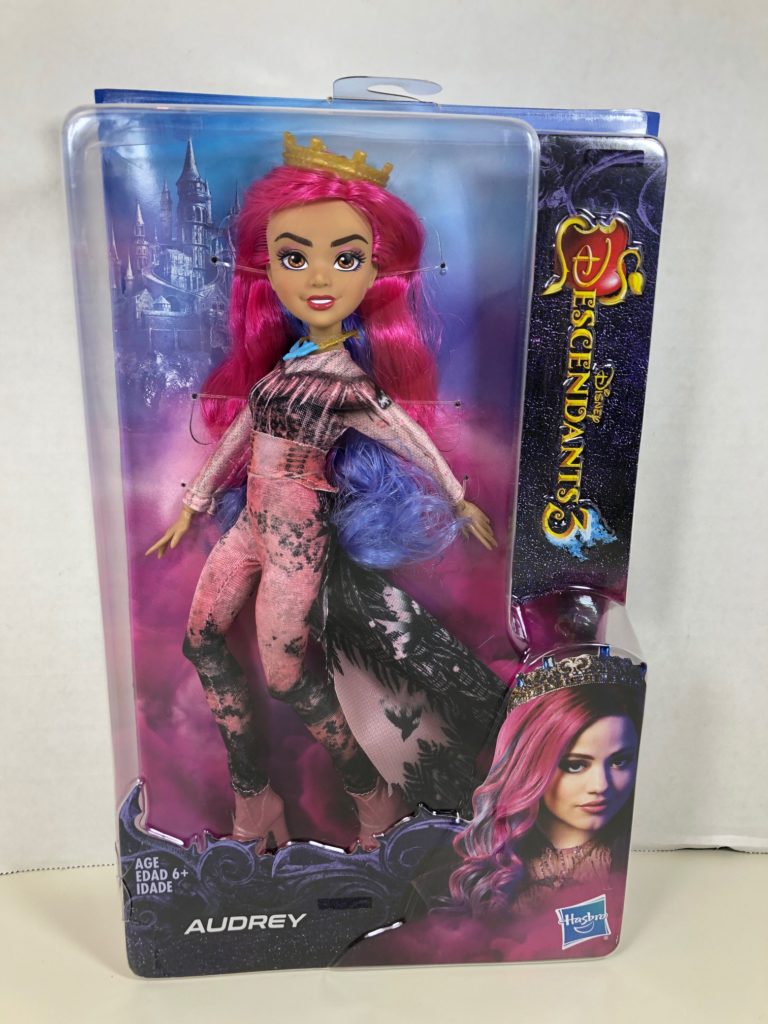 DISNEY
DESCENDANTS 3
AGE
EDAD 6+
IDADE
AUDREY
Hasbro